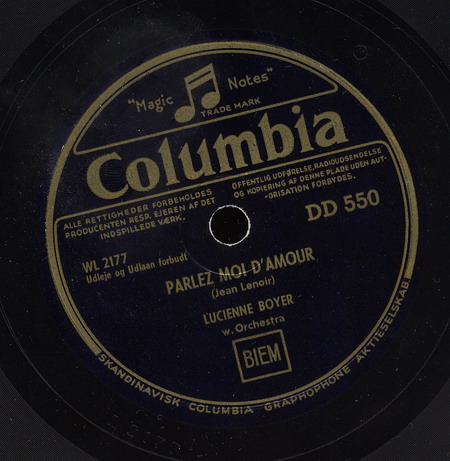 "Magic Notes"
TRADE MARK
Columbia
ALLE RETTIGHEDER FORBEHOLDES
PRODUCENTEN RESP. EJEREN AF DET
INDSPILLEDE VÆRK.
OFFENTLIG UDFØRELSE, RADIOUDSENDELSE
OG KOPIERING AF DENNE PLADE UDEN AUT-
ORISATION FORBYDES.
WL 2177
Udleje og Udlaan forbudt
DD 550
PARLEZ MOI D'AMOUR
(Jean Lenoir)
LUCIENNE BOYER
w. Orchestra
BIEM
SKANDINAVISK COLUMBIA GRAPHOPHONE AKTIESELSKAB